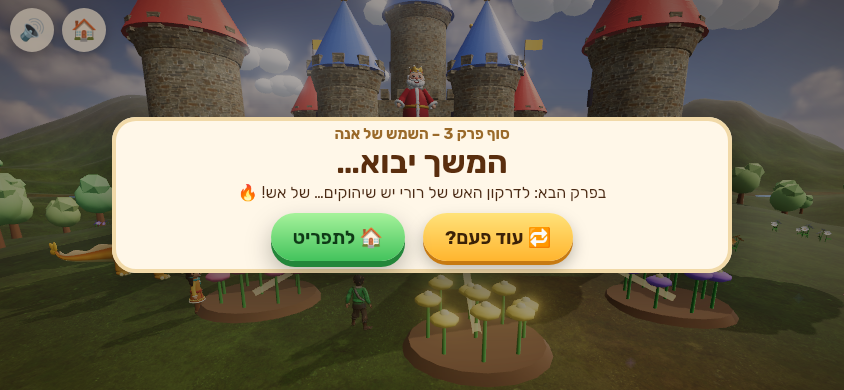 סוף פרק 3 – השמש של אנה
המשך יבוא...
בפרק הבא: לדרקון האש של רורי יש שיהוקים... של אש! 🔥
🔁 עוד פעם?
🏠 לתפריט